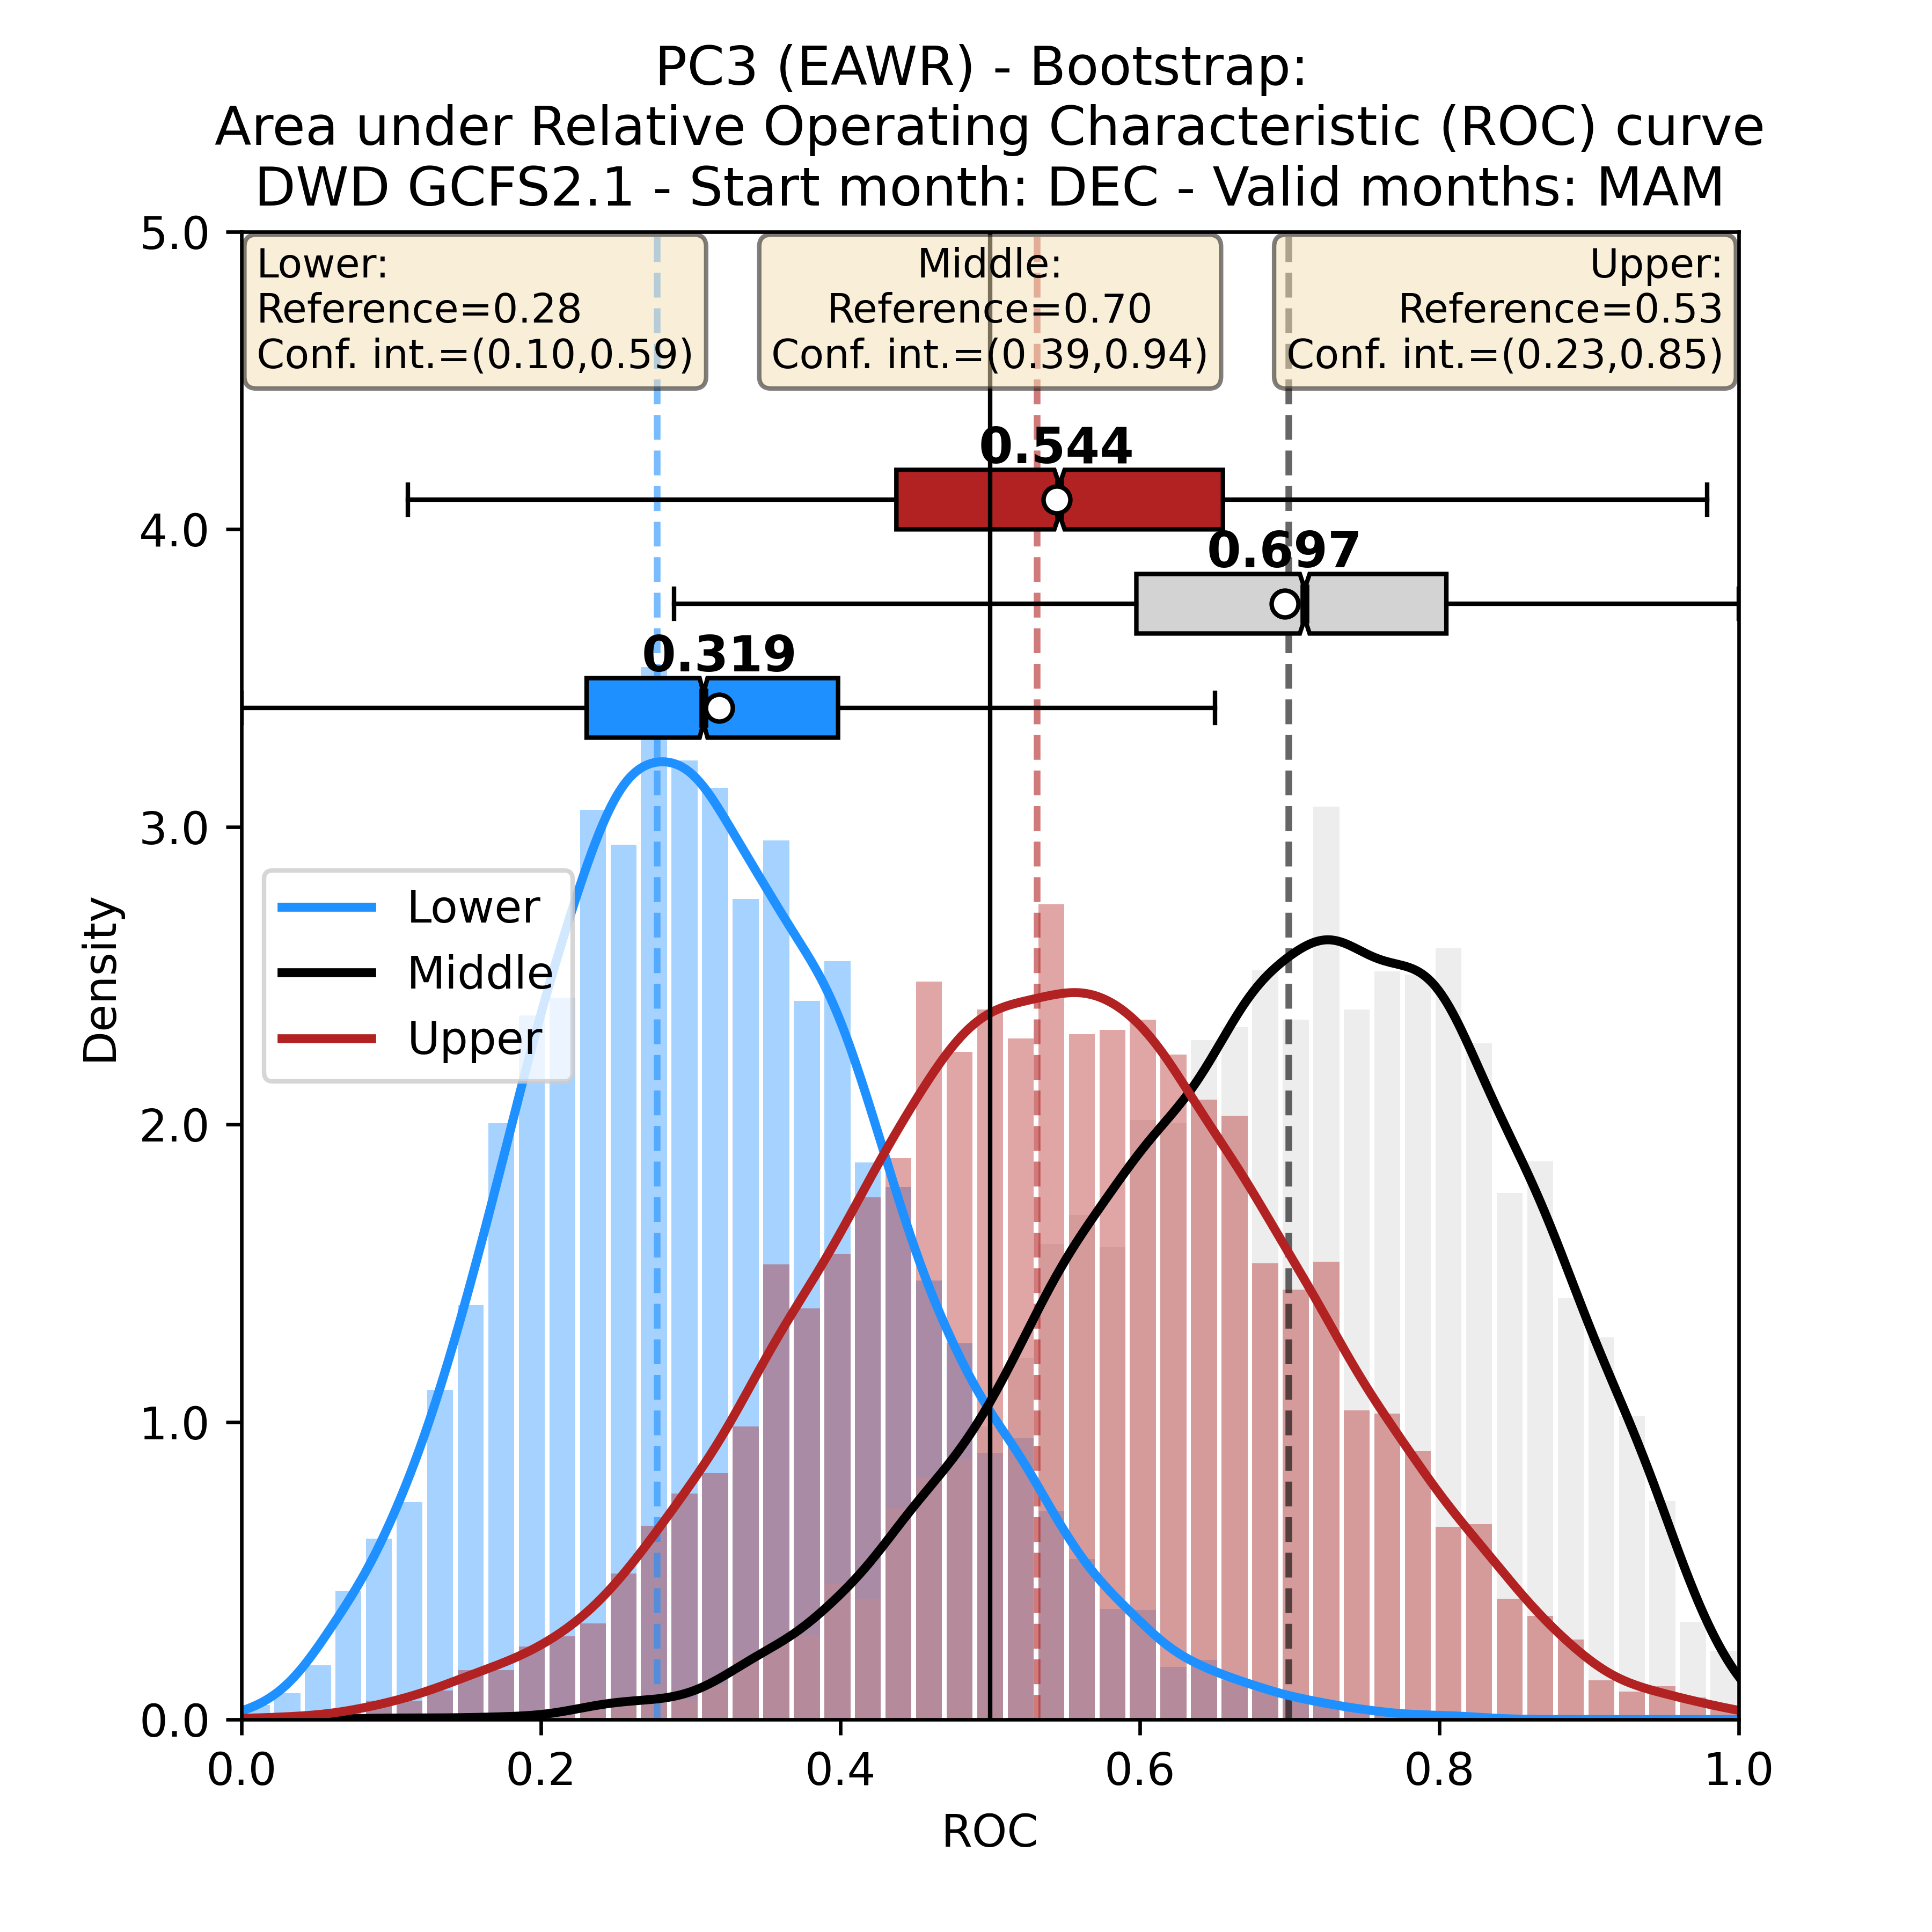 PC3 (EAWR) - Bootstrap:
Area under Relative Operating Characteristic (ROC) curve
DWD GCFS2.1 - Start month: DEC - Valid months: MAM
Lower:
Reference=0.28
Conf. int.=(0.10,0.59)
Middle:
Reference=0.70
Conf. int.=(0.39,0.94)
Upper:
Reference=0.53
Conf. int.=(0.23,0.85)
0.544
0.697
0.319
Lower
Middle
Upper
Density
5.0
4.0
3.0
2.0
1.0
0.0
0.0 0.2 0.4 0.6 0.8 1.0
ROC